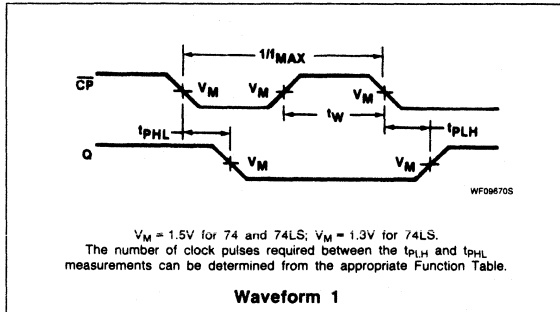 1/fMAX
CP
VM VM VM
tW
tPHL tPLH
Q
VM VM
WF09670S
VM = 1.5V for 74 and 74LS; VM = 1.3V for 74LS.
The number of clock pulses required between the tPLH and tPHL
measurements can be determined from the appropriate Function Table.
Waveform 1